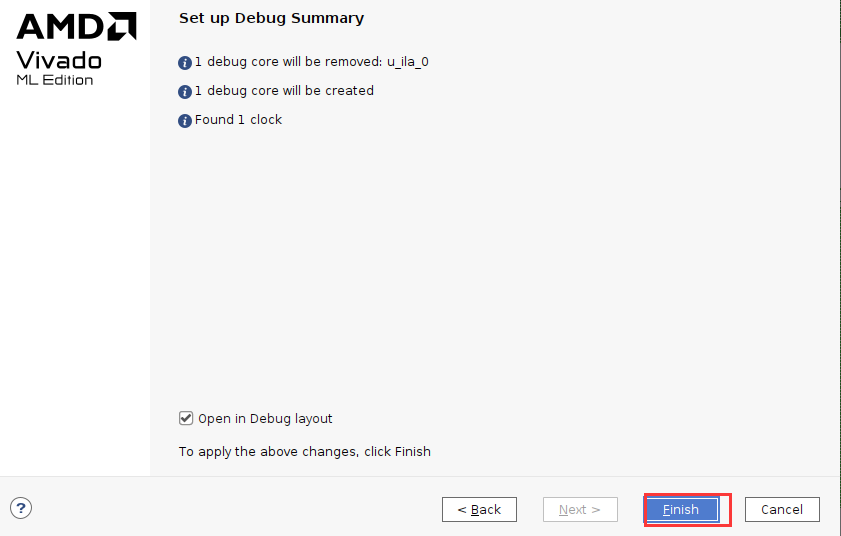 AMD
Vivado
ML Edition
Set up Debug Summary
1 debug core will be removed: u_ila_0
1 debug core will be created
Found 1 clock
Open in Debug layout
To apply the above changes, click Finish
? < Back Next > Finish Cancel